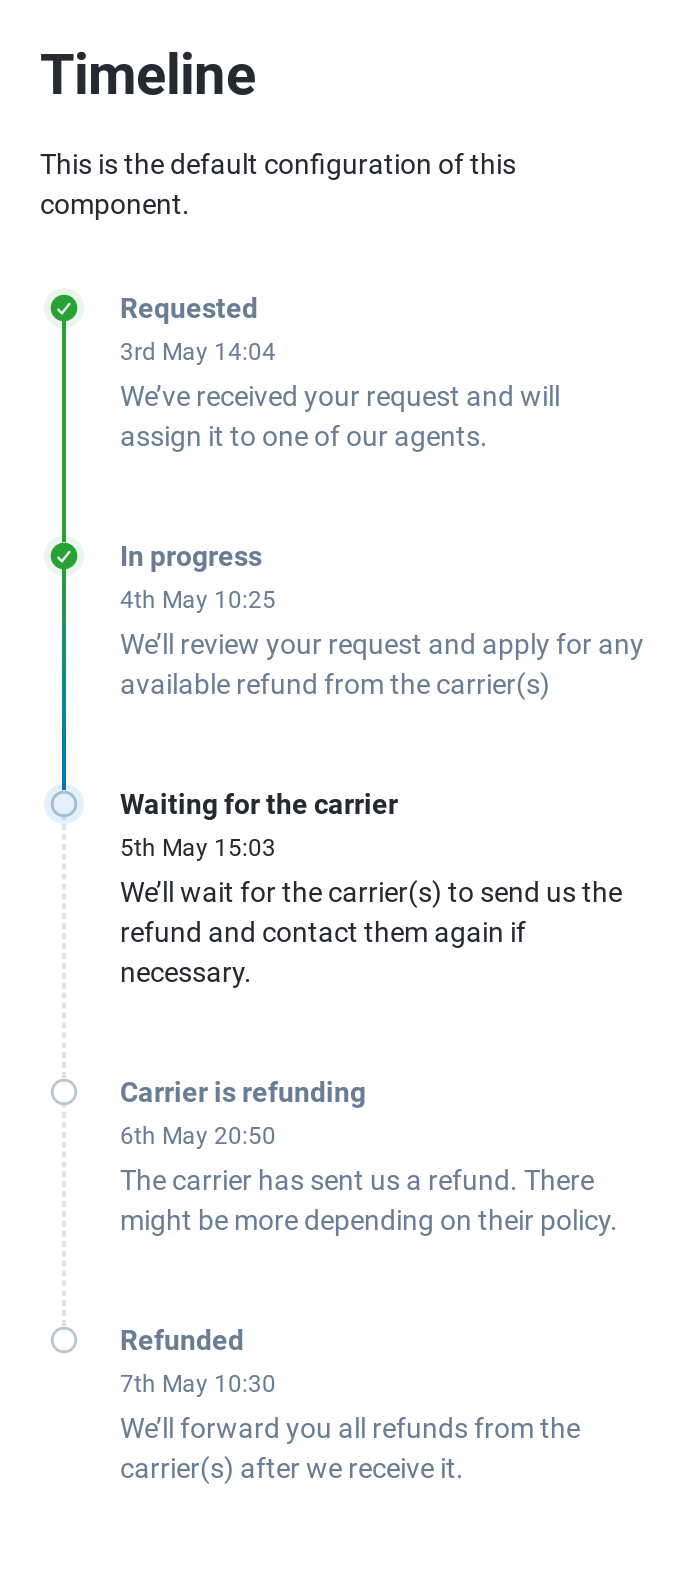 Timeline
This is the default configuration of this
component.
Requested
3rd May 14:04
We’ve received your request and will
assign it to one of our agents.
In progress
4th May 10:25
We’ll review your request and apply for any
available refund from the carrier(s)
Waiting for the carrier
5th May 15:03
We’ll wait for the carrier(s) to send us the
refund and contact them again if
necessary.
Carrier is refunding
6th May 20:50
The carrier has sent us a refund. There
might be more depending on their policy.
Refunded
7th May 10:30
We’ll forward you all refunds from the
carrier(s) after we receive it.